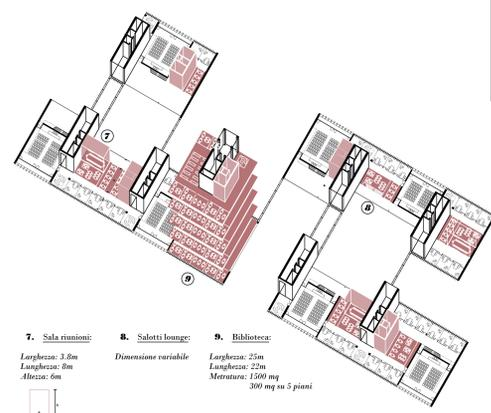 7
8
9
7. Sala riunioni:
8. Salotti lounge:
9. Biblioteca:
Larghezza: 3.8m
Lunghezza: 8m
Altezza: 6m
Dimensione variabile
Larghezza: 25m
Lunghezza: 22m
Metratura: 1500 mq
300 mq su 5 piani